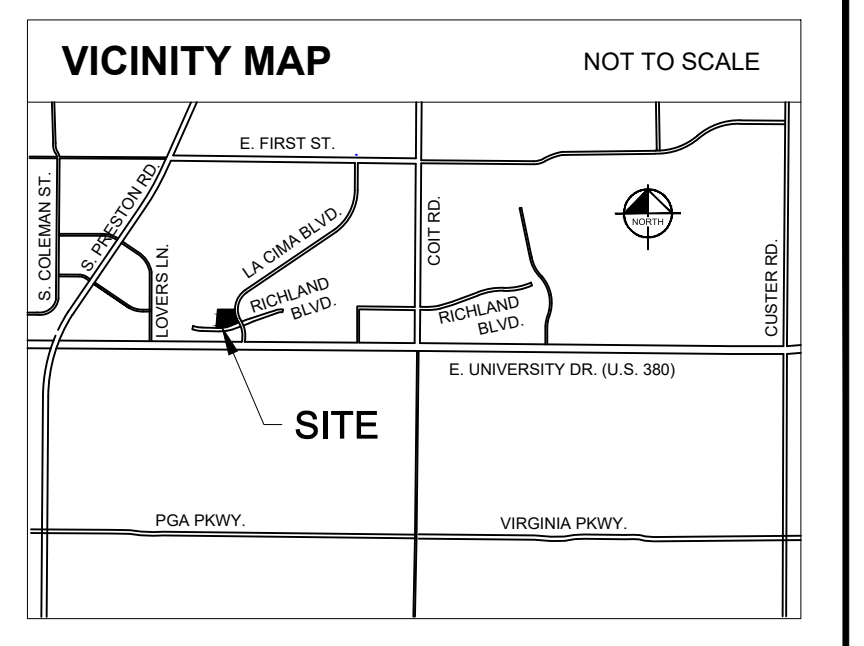 VICINITY MAP
NOT TO SCALE
E. FIRST ST.
S. COLEMAN ST.
S. PRESTON RD.
LOVERS LN.
LA CIMA BLVD.
RICHLAND
BLVD.
COIT RD.
NORTH
RICHLAND
BLVD.
CUSTER RD.
E. UNIVERSITY DR. (U.S. 380)
SITE
PGA PKWY.
VIRGINIA PKWY.